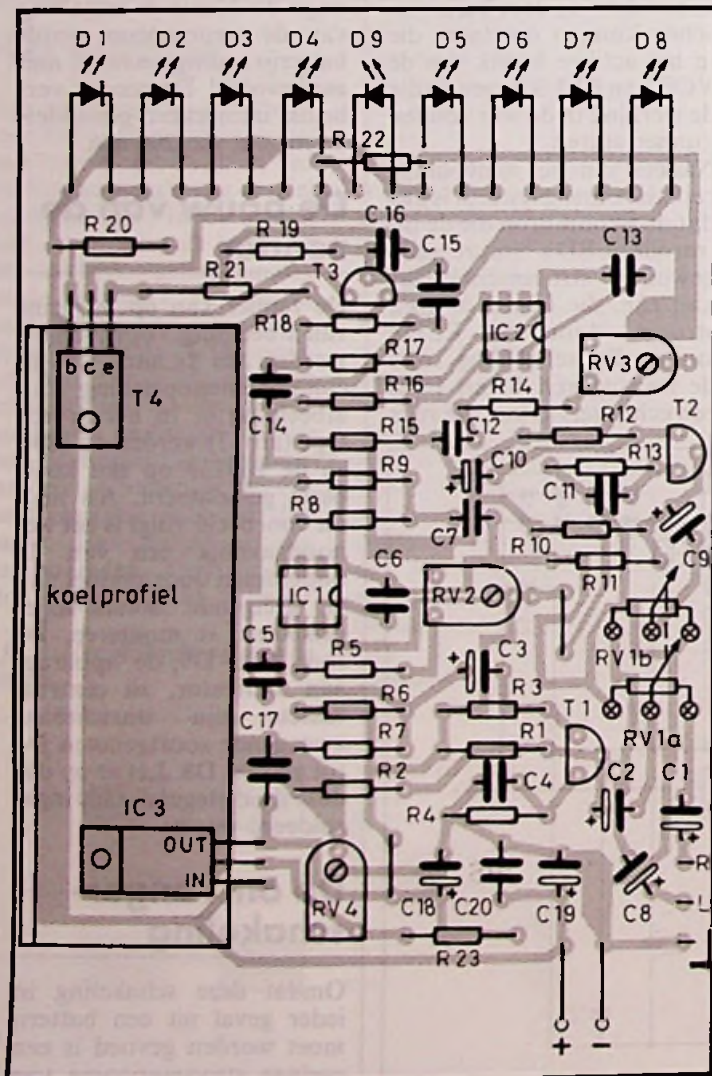 D1 D2 D3 D4 D9 D5 D6 D7 D8
R22
R20 R19 C16 C15 C13
R21 T3
R18 IC2
b c e R17 RV3
T4 R16 R14
C14 R15 C12 R12 T2
R9 C10 R13
+
R8 C7 C11
R10 + C9
C6 R11
koelprofiel IC1 RV2
C5 R5 + C3 RV1b
R6 R3 T1
C17 R7 R1 RV1a
R2 C4 C2 C1
IC3 R4 + +
OUT R
IN L
RV4 C18 + C20 + C19 C8 +
R23
+ -